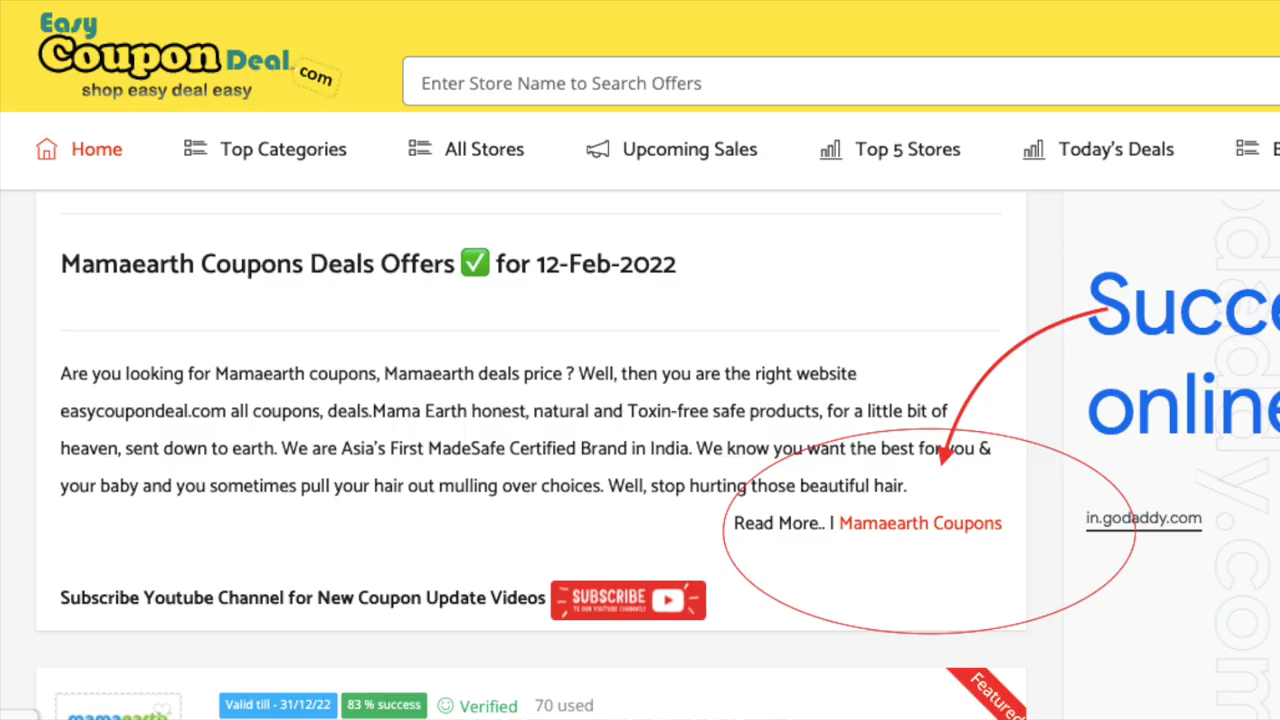 Easy
Coupon Deal.com
shop easy deal easy
Enter Store Name to Search Offers
Home Top Categories All Stores Upcoming Sales Top 5 Stores Today's Deals
Mamaearth Coupons Deals Offers ✅ for 12-Feb-2022
Are you looking for Mamaearth coupons, Mamaearth deals price ? Well, then you are the right website
easycoupondeal.com all coupons, deals.Mama Earth honest, natural and Toxin-free safe products, for a little bit of
heaven, sent down to earth. We are Asia's First MadeSafe Certified Brand in India. We know you want the best for you &
your baby and you sometimes pull your hair out mulling over choices. Well, stop hurting those beautiful hair.
Read More.. | Mamaearth Coupons
Subscribe Youtube Channel for New Coupon Update Videos SUBSCRIBE
TO OUR YOUTUBE CHANNEL!
Succe
online
in.godaddy.com
Featured
mamaearth
Valid till - 31/12/22 83 % success Verified 70 used